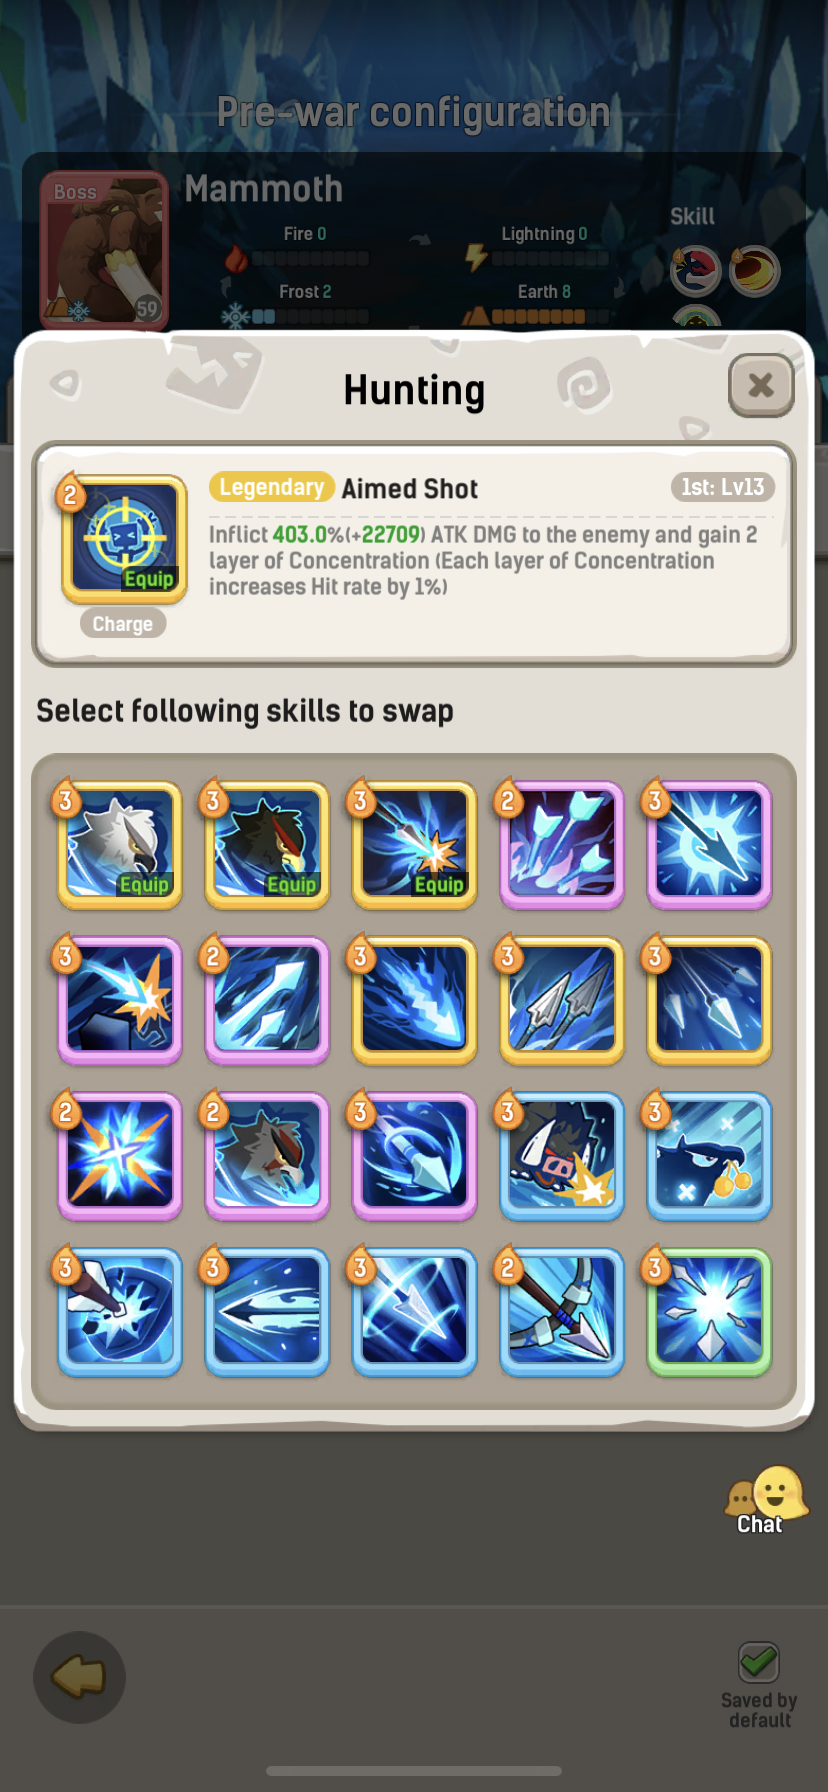 Pre-war configuration
Boss
Mammoth
Skill
Fire 0
Lightning 0
4
4
Frost 2
Earth 8
59
Hunting
2
Legendary Aimed Shot
1st: Lv13
Inflict 403.0%(+22709) ATK DMG to the enemy and gain 2
layer of Concentration (Each layer of Concentration
increases Hit rate by 1%)
Equip
Charge
Select following skills to swap
3 3 3 2 3
Equip Equip Equip
3 2 3 3 3
2 2 3 3 3
3 3 3 2 3
Chat
Saved by
default